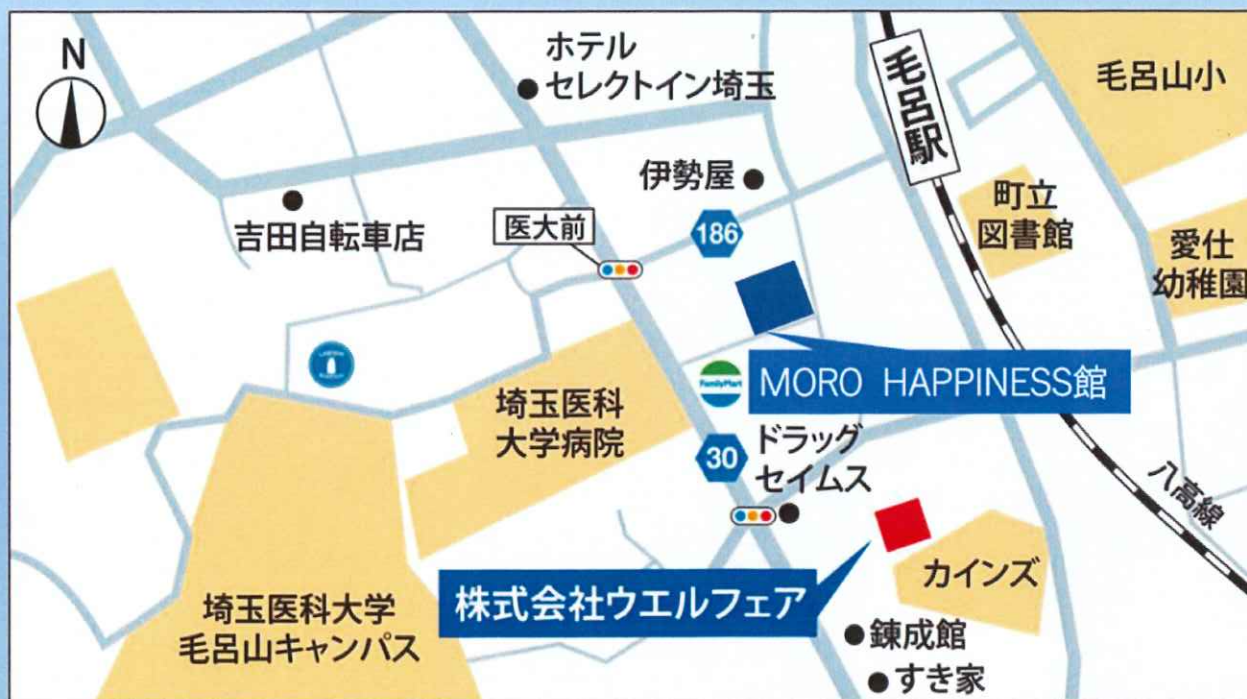 N
ホテル
セレクトイン埼玉
毛呂駅
毛呂山小
伊勢屋
町立
図書館
吉田自転車店
医大前
186
愛仕
幼稚園
FamilyMart
MORO HAPPINESS館
埼玉医科
大学病院
30
ドラッグ
セイムス
八高線
カインズ
株式会社ウエルフェア
埼玉医科大学
毛呂山キャンパス
錬成館
すき家